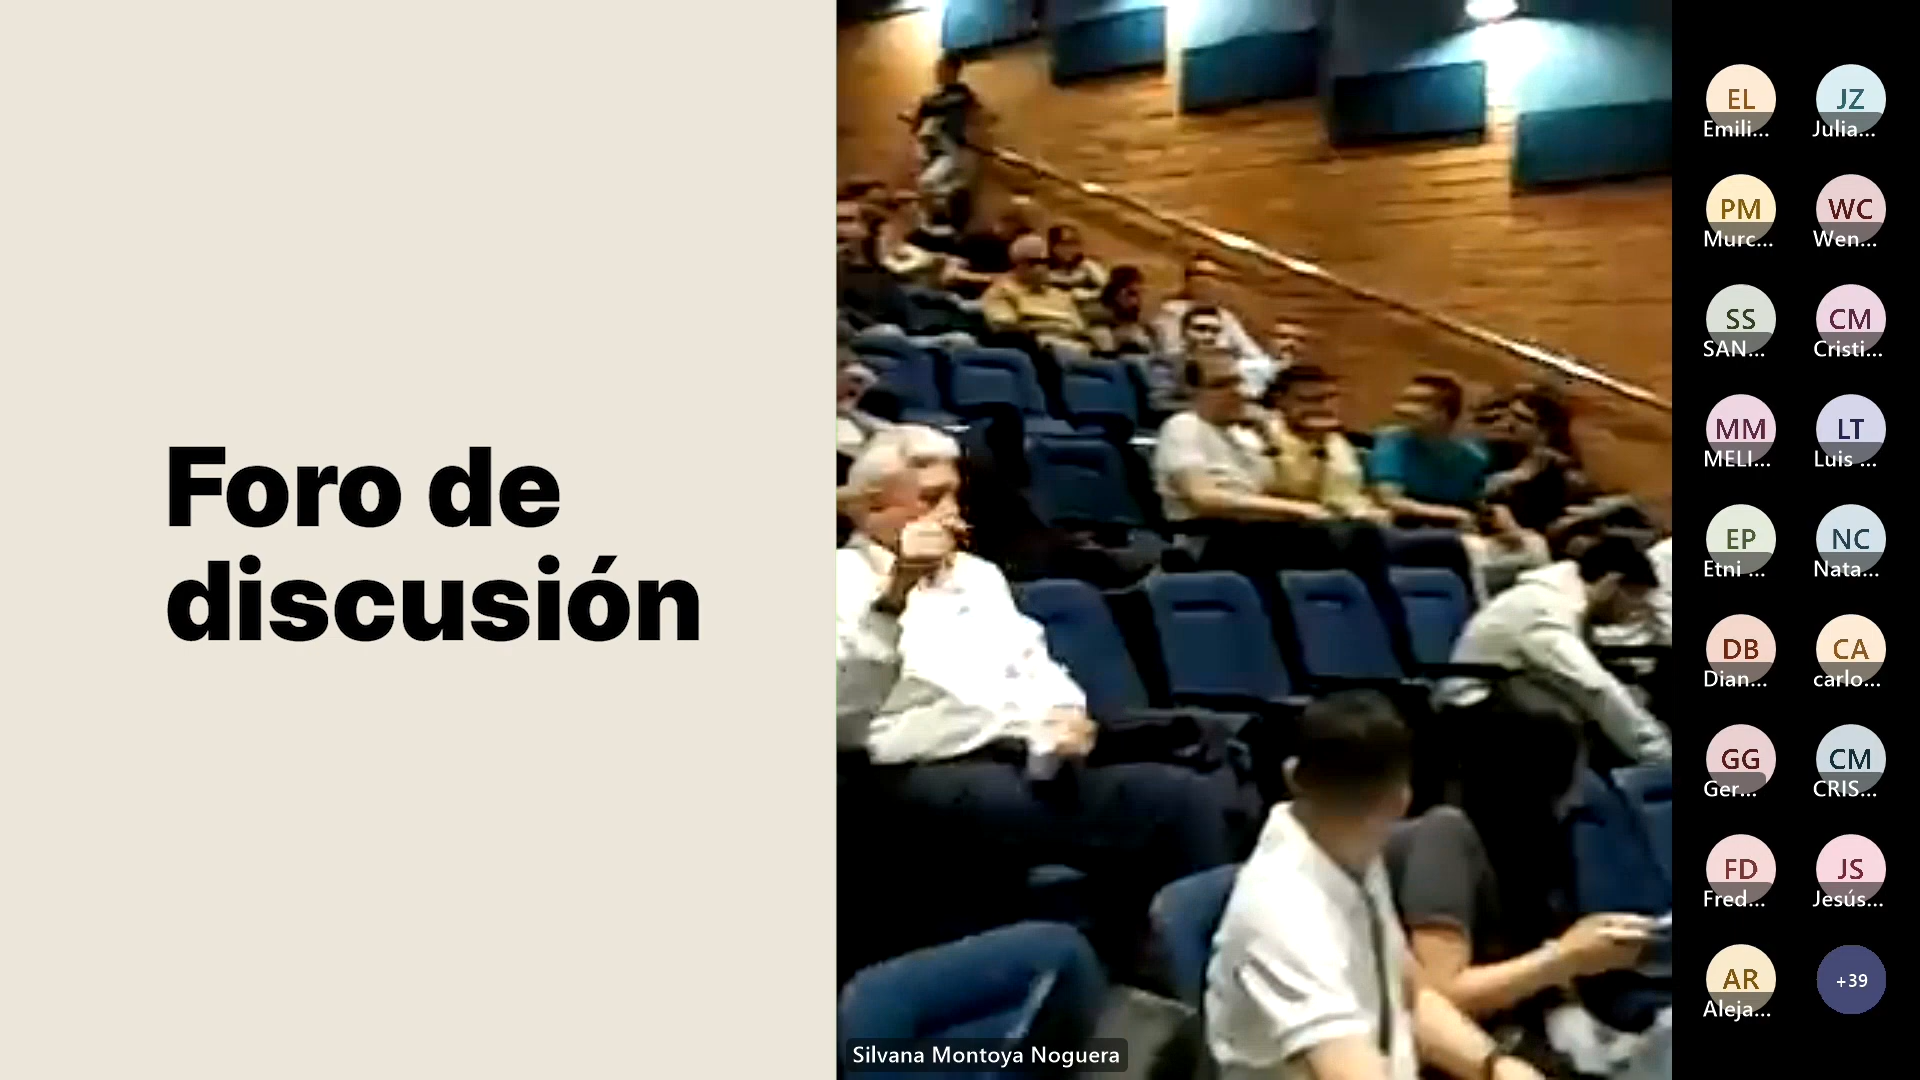 Foro de
discusión
Silvana Montoya Noguera
EL
Emili...
JZ
Julia...
PM
Murc...
WC
Wen...
SS
SAN...
CM
Cristi...
MM
MELI...
LT
Luis ...
EP
Etni ...
NC
Nata...
DB
Dian...
CA
carlo...
GG
Ger...
CM
CRIS...
FD
Fred...
JS
Jesús...
AR
Aleja...
+39